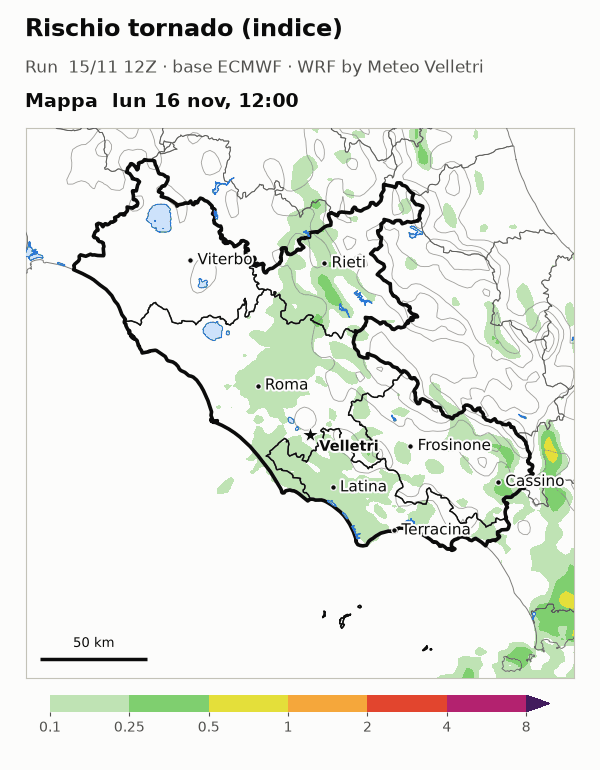 Rischio tornado (indice)
Run  15/11 12Z · base ECMWF · WRF by Meteo Velletri
Mappa  lun 16 nov, 12:00
Viterbo
Rieti
Roma
Velletri
Frosinone
Cassino
Latina
Terracina
50 km
0.1 0.25 0.5 1 2 4 8